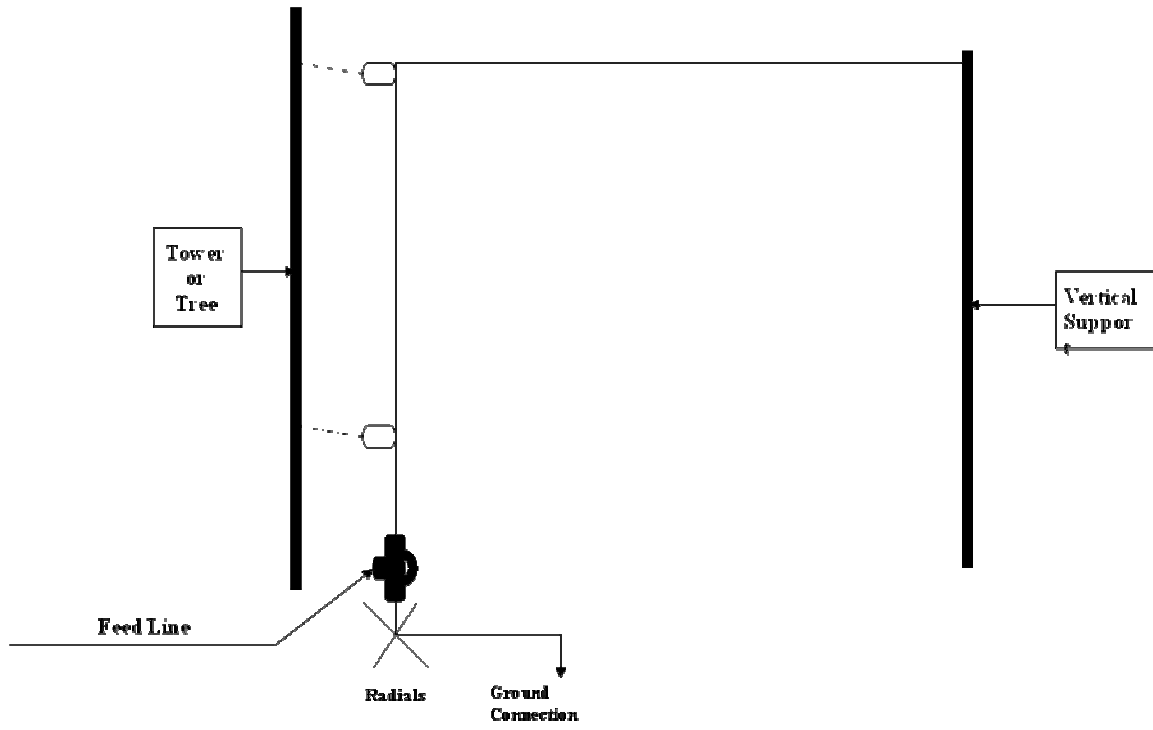 Tower
or
Tree
Vertical
Suppor
Feed Line
Radials
Ground
Connection